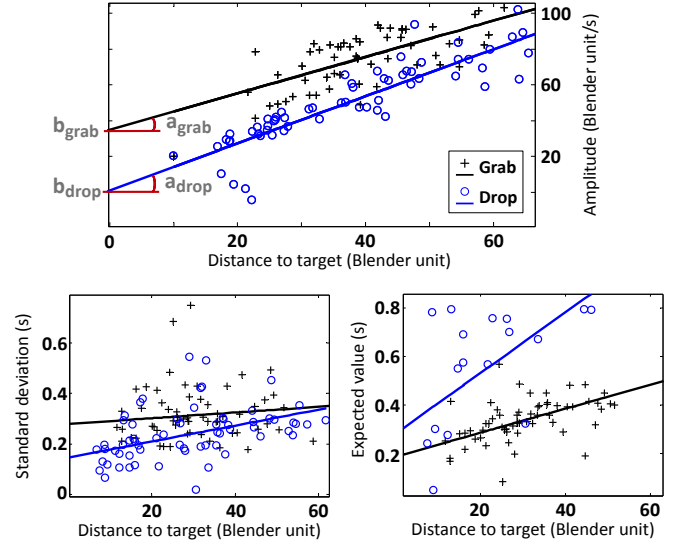 100
60
20
Amplitude (Blender unit/s)
b_grab
a_grab
b_drop
a_drop
Grab
Drop
0
20
40
60
Distance to target (Blender unit)
Standard deviation (s)
0.6
0.4
0.2
0
20
40
60
Distance to target (Blender unit)
Expected value (s)
0.8
0.6
0.4
0.2
20
40
60
Distance to target (Blender unit)